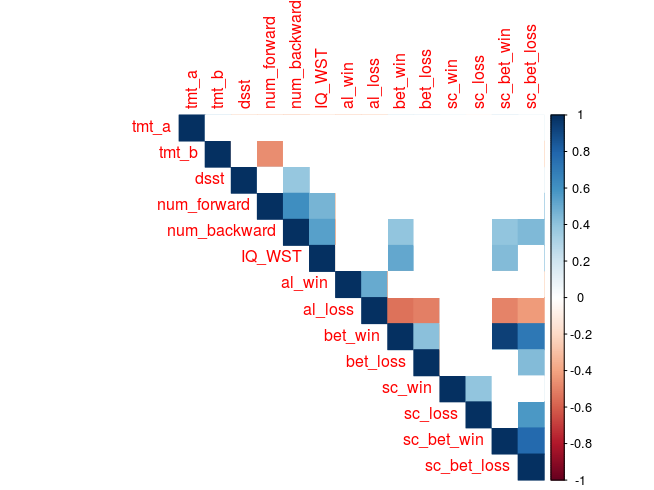 tmt_a
tmt_b
dsst
num_forward
num_backward
IQ_WST
al_win
al_loss
bet_win
bet_loss
sc_win
sc_loss
sc_bet_win
sc_bet_loss
tmt_a
tmt_b
dsst
num_forward
num_backward
IQ_WST
al_win
al_loss
bet_win
bet_loss
sc_win
sc_loss
sc_bet_win
sc_bet_loss
1
0.8
0.6
0.4
0.2
0
-0.2
-0.4
-0.6
-0.8
-1